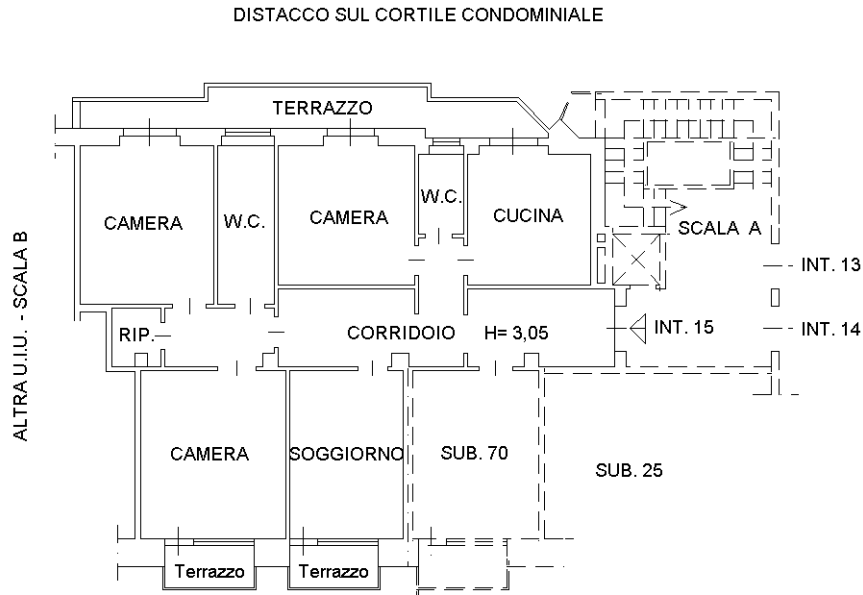 DISTACCO SUL CORTILE CONDOMINIALE
TERRAZZO
CAMERA
W.C.
CAMERA
W.C.
CUCINA
SCALA A
INT. 13
ALTRA U.I.U. - SCALA B
RIP.
CORRIDOIO
H= 3,05
INT. 15
INT. 14
CAMERA
SOGGIORNO
SUB. 70
SUB. 25
Terrazzo
Terrazzo